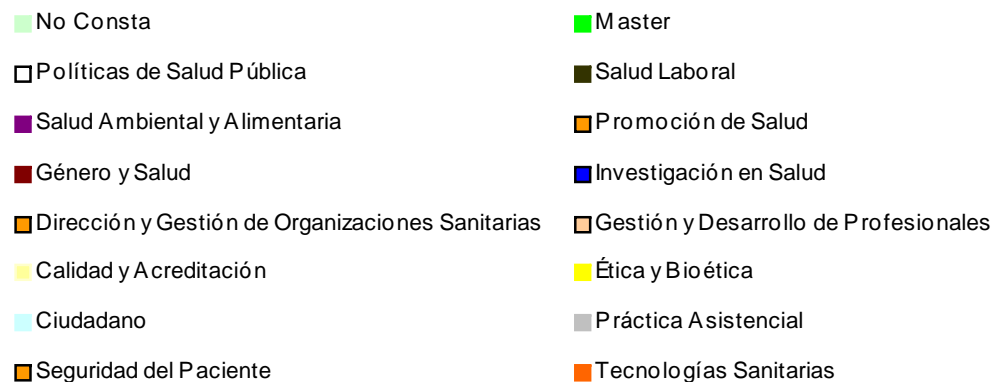 No Consta
Master
Políticas de Salud Pública
Salud Laboral
Salud Ambiental y Alimentaria
Promoción de Salud
Género y Salud
Investigación en Salud
Dirección y Gestión de Organizaciones Sanitarias
Gestión y Desarrollo de Profesionales
Calidad y Acreditación
Ética y Bioética
Ciudadano
Práctica Asistencial
Seguridad del Paciente
Tecnologías Sanitarias